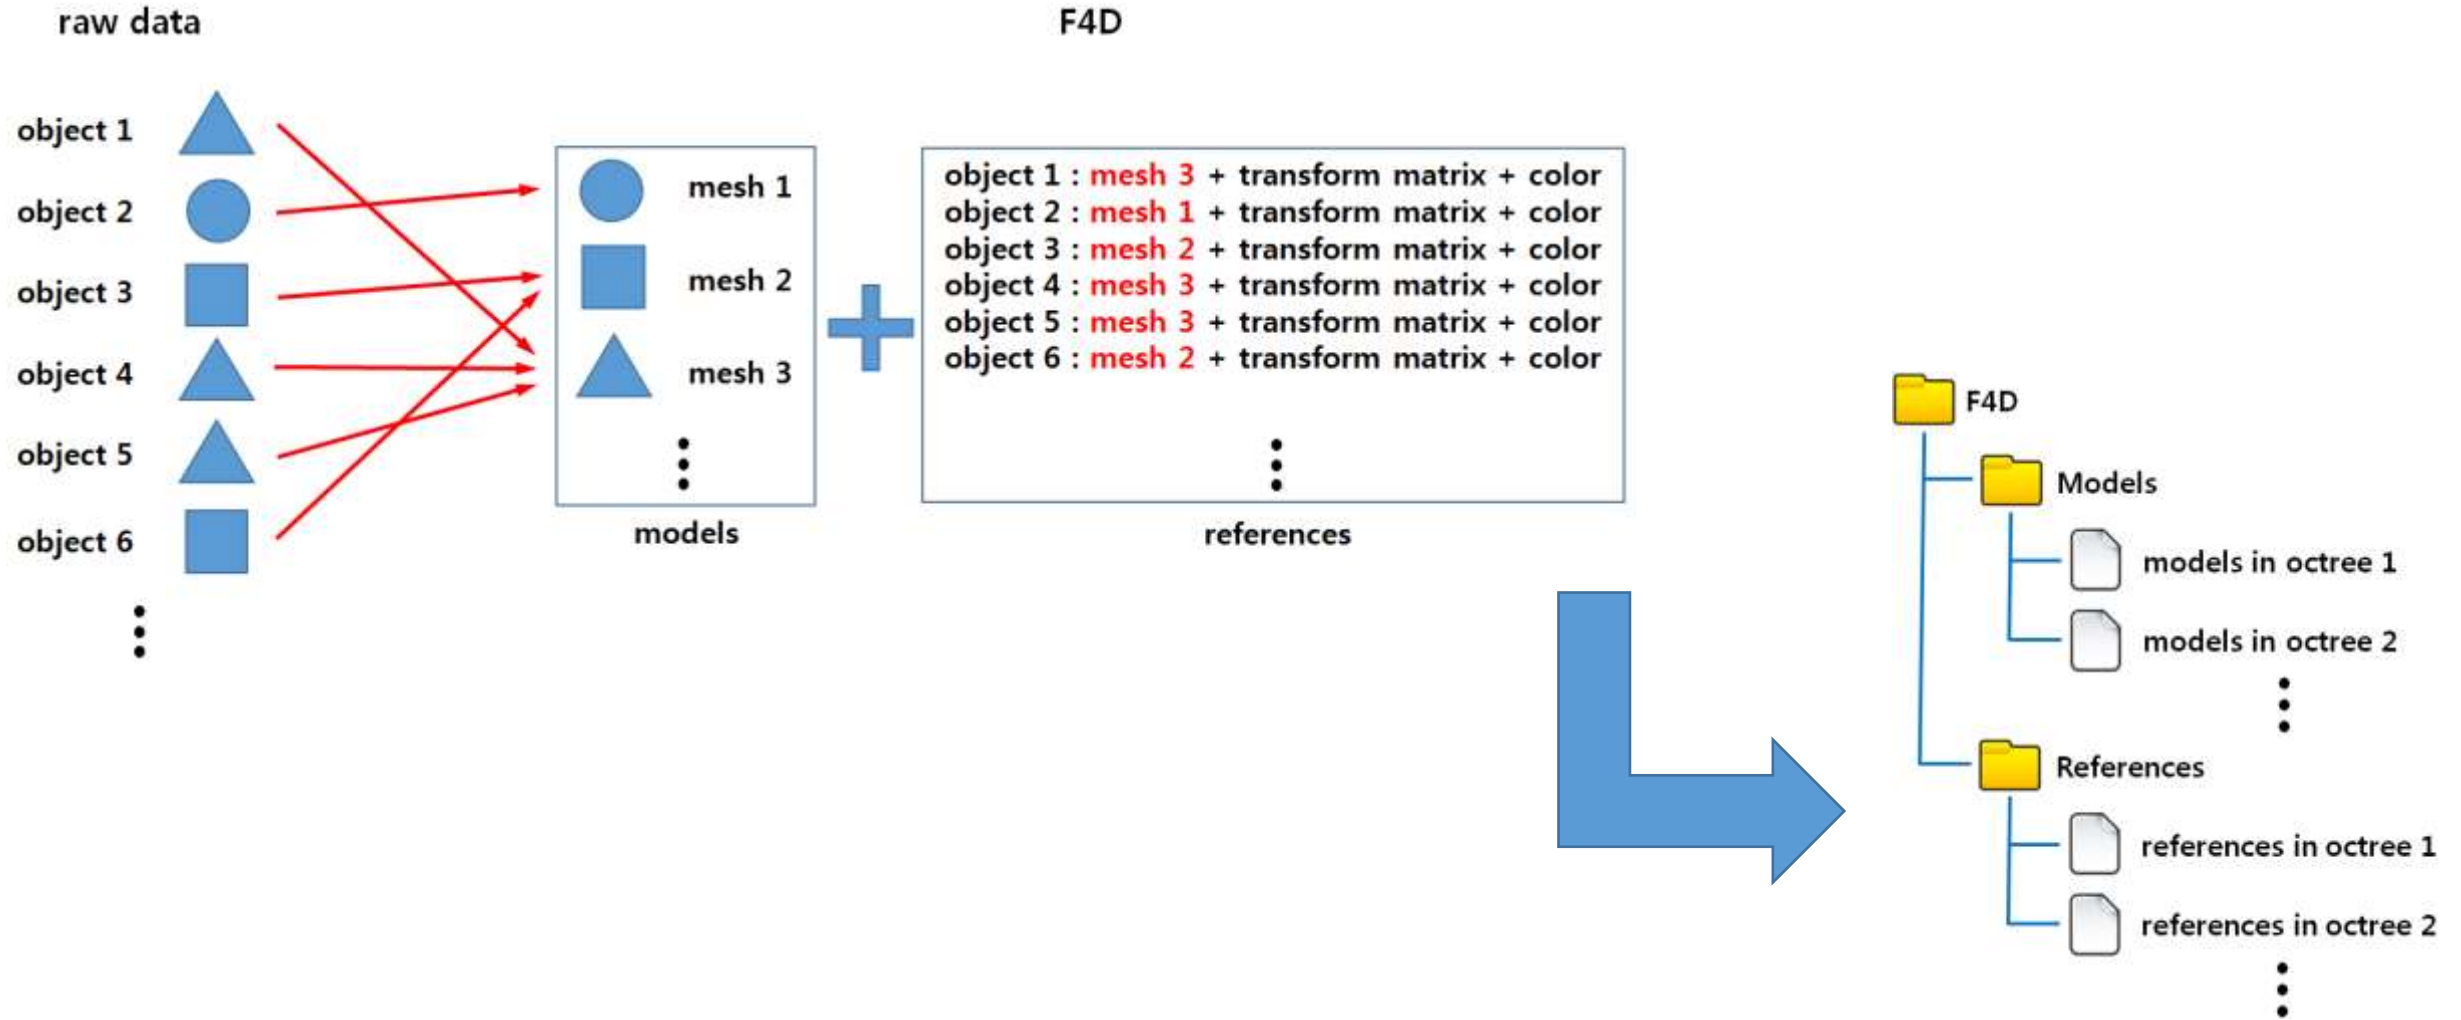 raw data
F4D
object 1
object 2
object 3
object 4
object 5
object 6
mesh 1
mesh 2
mesh 3
models
object 1 : mesh 3 + transform matrix + color
object 2 : mesh 1 + transform matrix + color
object 3 : mesh 2 + transform matrix + color
object 4 : mesh 3 + transform matrix + color
object 5 : mesh 3 + transform matrix + color
object 6 : mesh 2 + transform matrix + color
references
F4D
Models
models in octree 1
models in octree 2
References
references in octree 1
references in octree 2